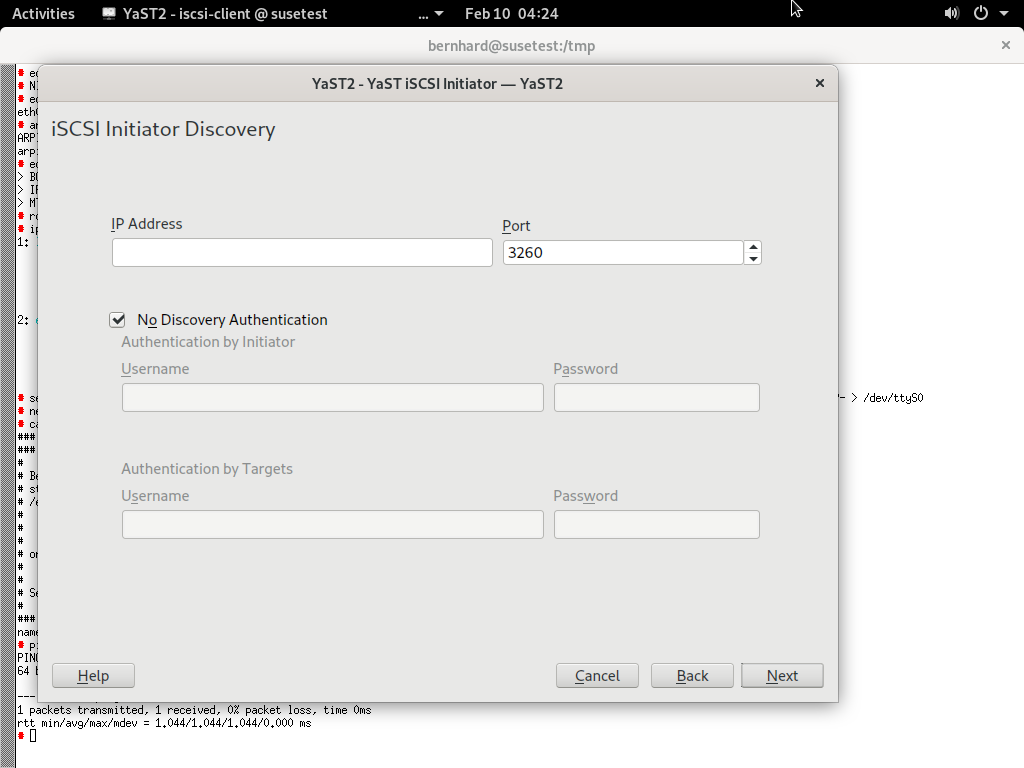 Activities YaST2 - iscsi-client @ susetest ... Feb 10 04:24
bernhard@susetest:/tmp
YaST2 - YaST iSCSI Initiator — YaST2
iSCSI Initiator Discovery
IP Address
Port
3260
No Discovery Authentication
Authentication by Initiator
Username Password
Authentication by Targets
Username Password
Help Cancel Back Next
eth
ARP
arp
1:
2:
- > /dev/ttyS0
###
###
#
#
#
#
#
#
#
#
###
name
64
---
1 packets transmitted, 1 received, 0% packet loss, time 0ms
rtt min/avg/max/mdev = 1.044/1.044/1.044/0.000 ms
#